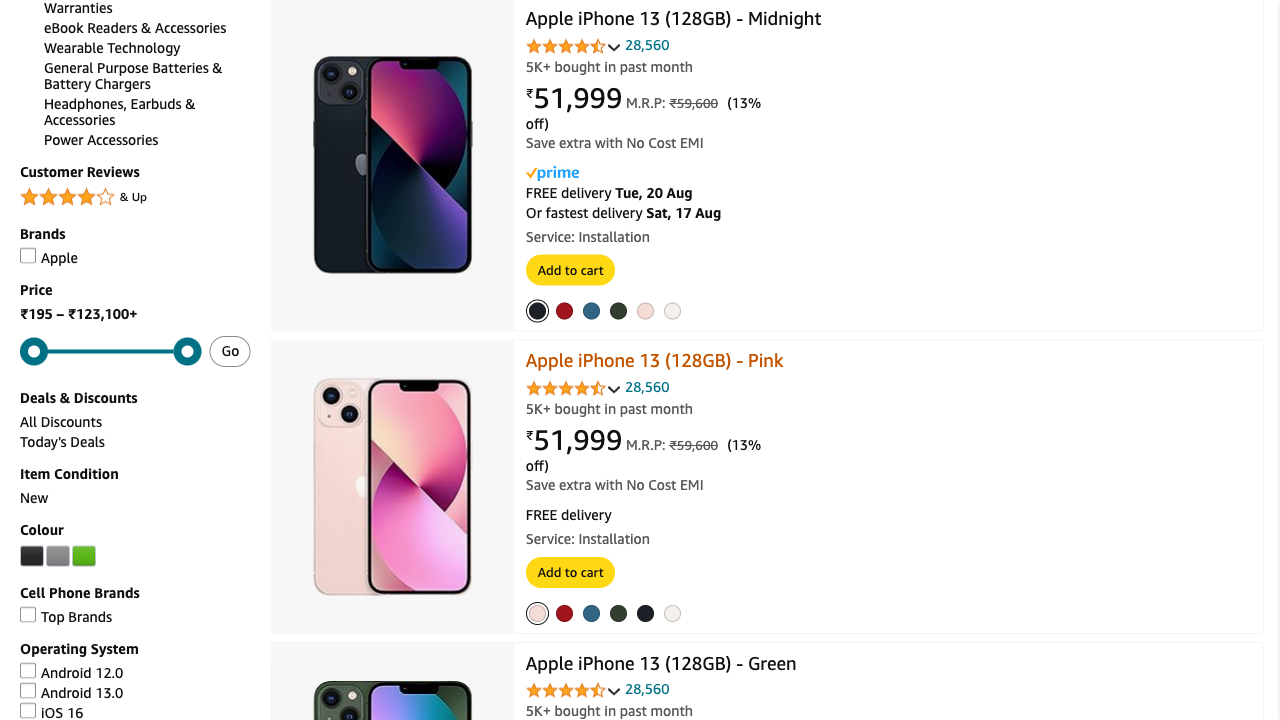 Warranties
eBook Readers & Accessories
Wearable Technology
General Purpose Batteries &
Battery Chargers
Headphones, Earbuds &
Accessories
Power Accessories
Customer Reviews
& Up
Brands
Apple
Price
₹195 – ₹123,100+
Go
Deals & Discounts
All Discounts
Today's Deals
Item Condition
New
Colour
Cell Phone Brands
Top Brands
Operating System
Android 12.0
Android 13.0
iOS 16
Apple iPhone 13 (128GB) - Midnight
28,560
5K+ bought in past month
₹51,999 M.R.P: ₹59,600 (13%
off)
Save extra with No Cost EMI
prime
FREE delivery Tue, 20 Aug
Or fastest delivery Sat, 17 Aug
Service: Installation
Add to cart
Apple iPhone 13 (128GB) - Pink
28,560
5K+ bought in past month
₹51,999 M.R.P: ₹59,600 (13%
off)
Save extra with No Cost EMI
FREE delivery
Service: Installation
Add to cart
Apple iPhone 13 (128GB) - Green
28,560
5K+ bought in past month